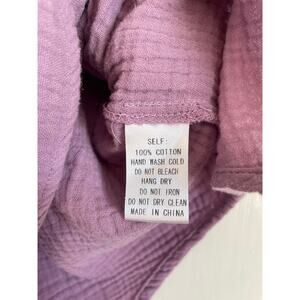 SELF:
100% COTTON
HAND WASH COLD
DO NOT BLEACH
HANG DRY
DO NOT IRON
DO NOT DRY CLEAN
MADE IN CHINA